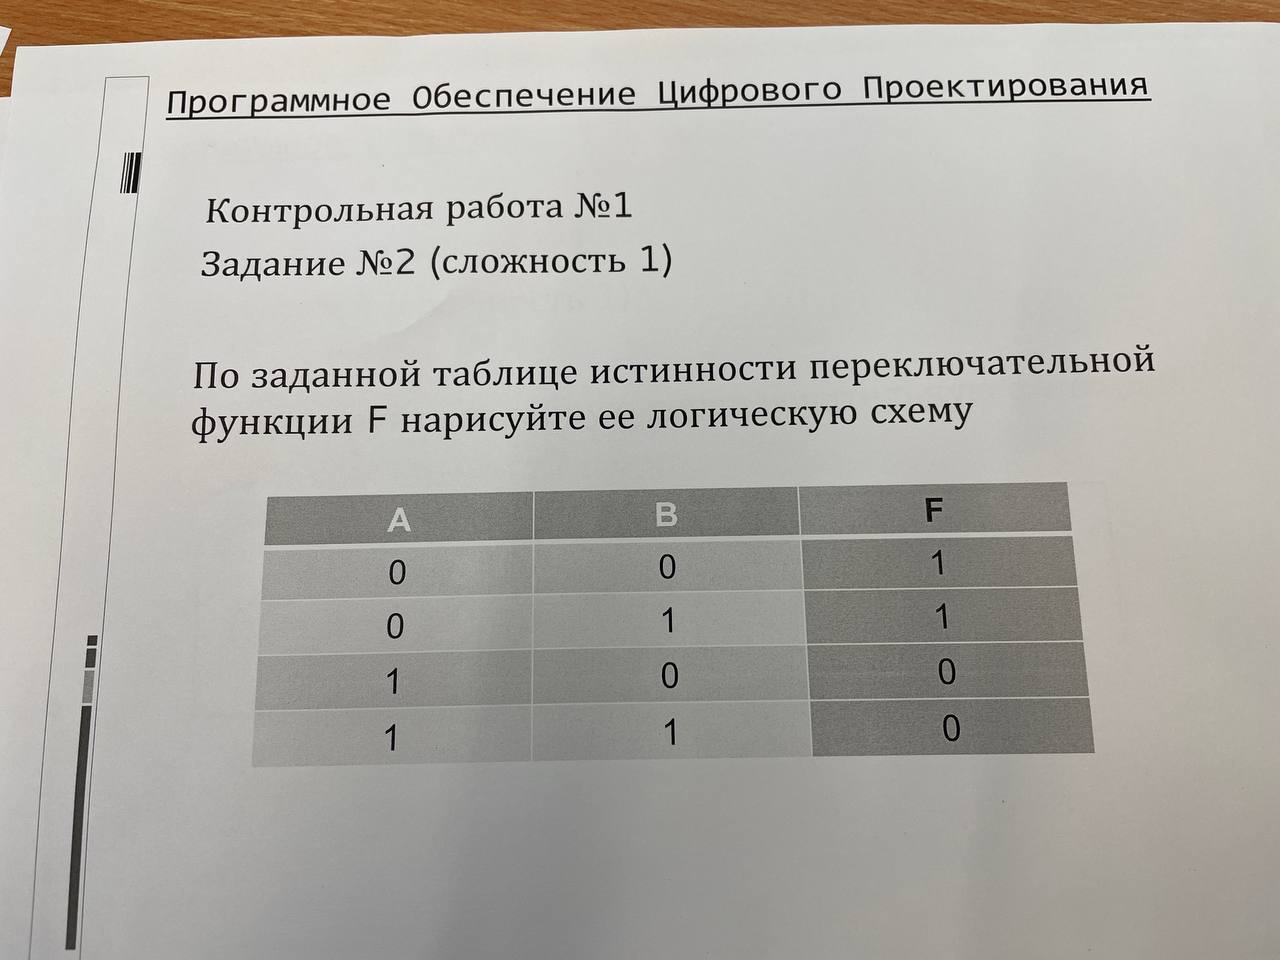 Программное Обеспечение Цифрового Проектирования
Контрольная работа №1
Задание №2 (сложность 1)
По заданной таблице истинности переключательной
функции F нарисуйте ее логическую схему
A B F
0 0 1
0 1 1
1 0 0
1 1 0